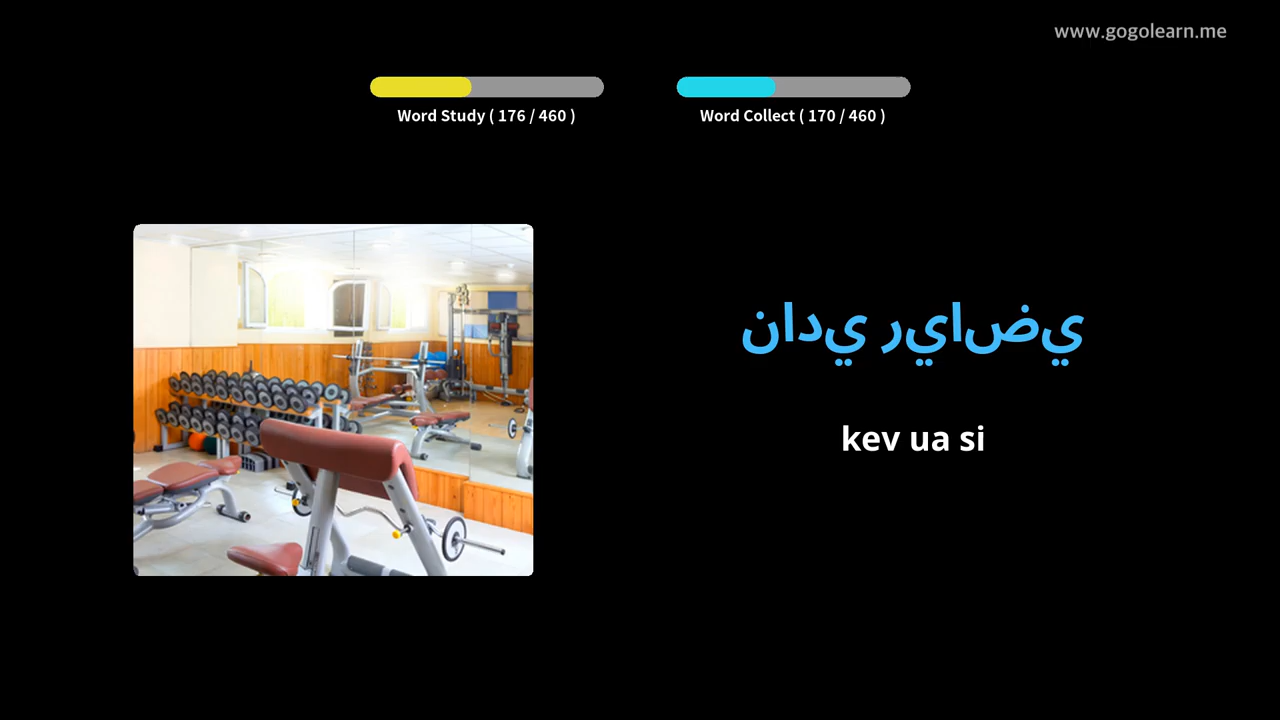 www.gogolearn.me
Word Study ( 176 / 460 )
Word Collect ( 170 / 460 )
نادي رياضي
kev ua si